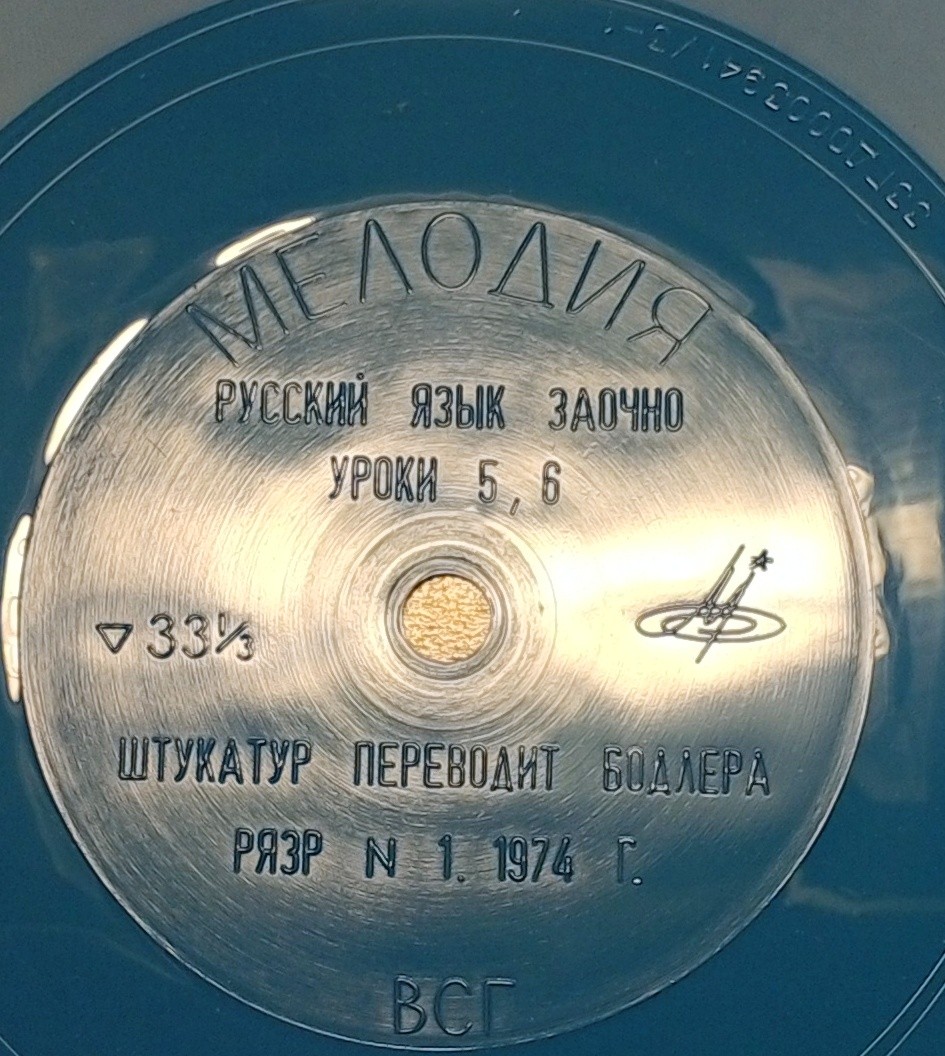 МЕЛОДИЯ
РУССКИЙ ЯЗЫК ЗАОЧНО
УРОКИ 5, 6
▽ 33⅓
ШТУКАТУР ПЕРЕВОДИТ БОДЛЕРА
РЯЗР N 1. 1974 Г.
ВСГ